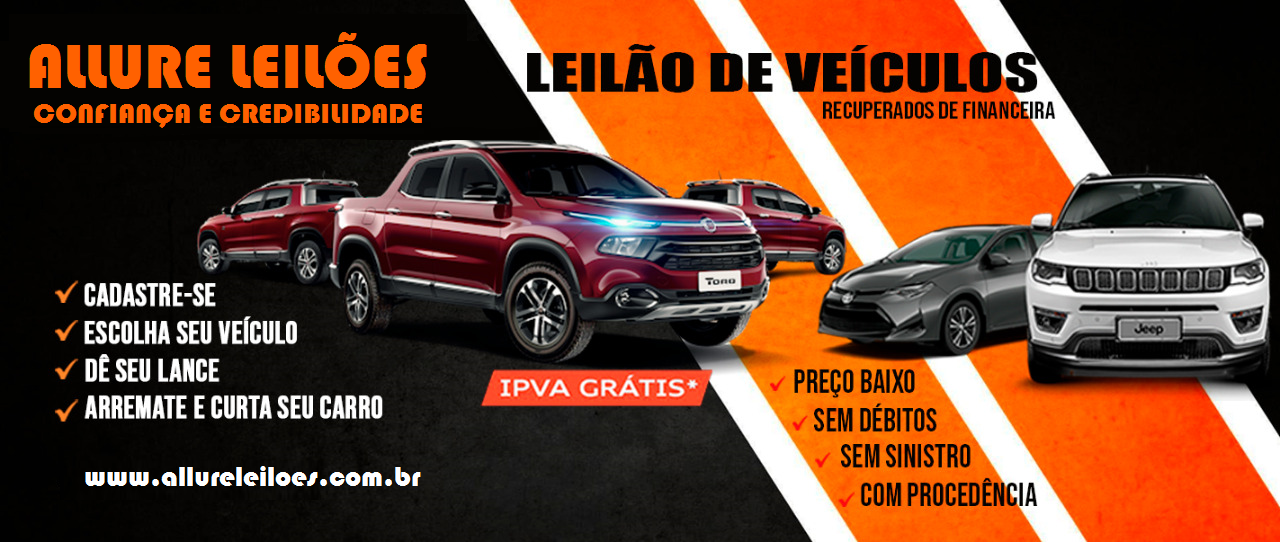 ALLURE LEILÕES
CONFIANÇA E CREDIBILIDADE
LEILÃO DE VEÍCULOS
RECUPERADOS DE FINANCEIRA
TORO
Jeep
CADASTRE-SE
ESCOLHA SEU VEÍCULO
DÊ SEU LANCE
ARREMATE E CURTA SEU CARRO
IPVA GRÁTIS*
PREÇO BAIXO
SEM DÉBITOS
SEM SINISTRO
COM PROCEDÊNCIA
www.allureleiloes.com.br